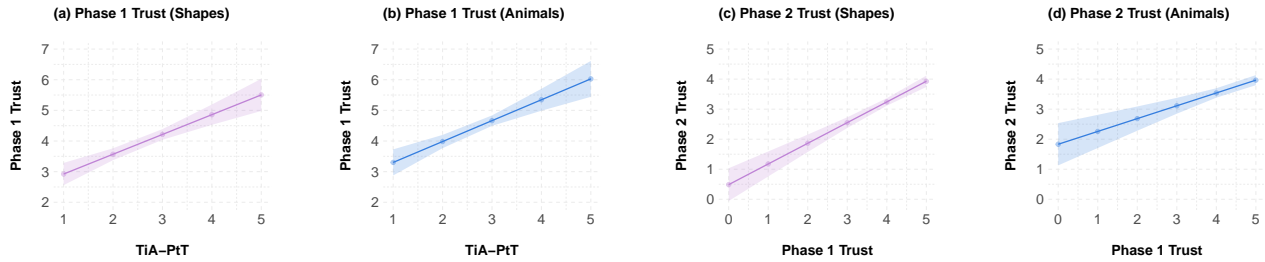 (a) Phase 1 Trust (Shapes)
(b) Phase 1 Trust (Animals)
(c) Phase 2 Trust (Shapes)
(d) Phase 2 Trust (Animals)
Phase 1 Trust
7
6
5
4
3
2
1 2 3 4 5
TiA−PtT
Phase 1 Trust
7
6
5
4
3
2
1 2 3 4 5
TiA−PtT
Phase 2 Trust
5
4
3
2
1
0
0 1 2 3 4 5
Phase 1 Trust
Phase 2 Trust
5
4
3
2
1
0
0 1 2 3 4 5
Phase 1 Trust